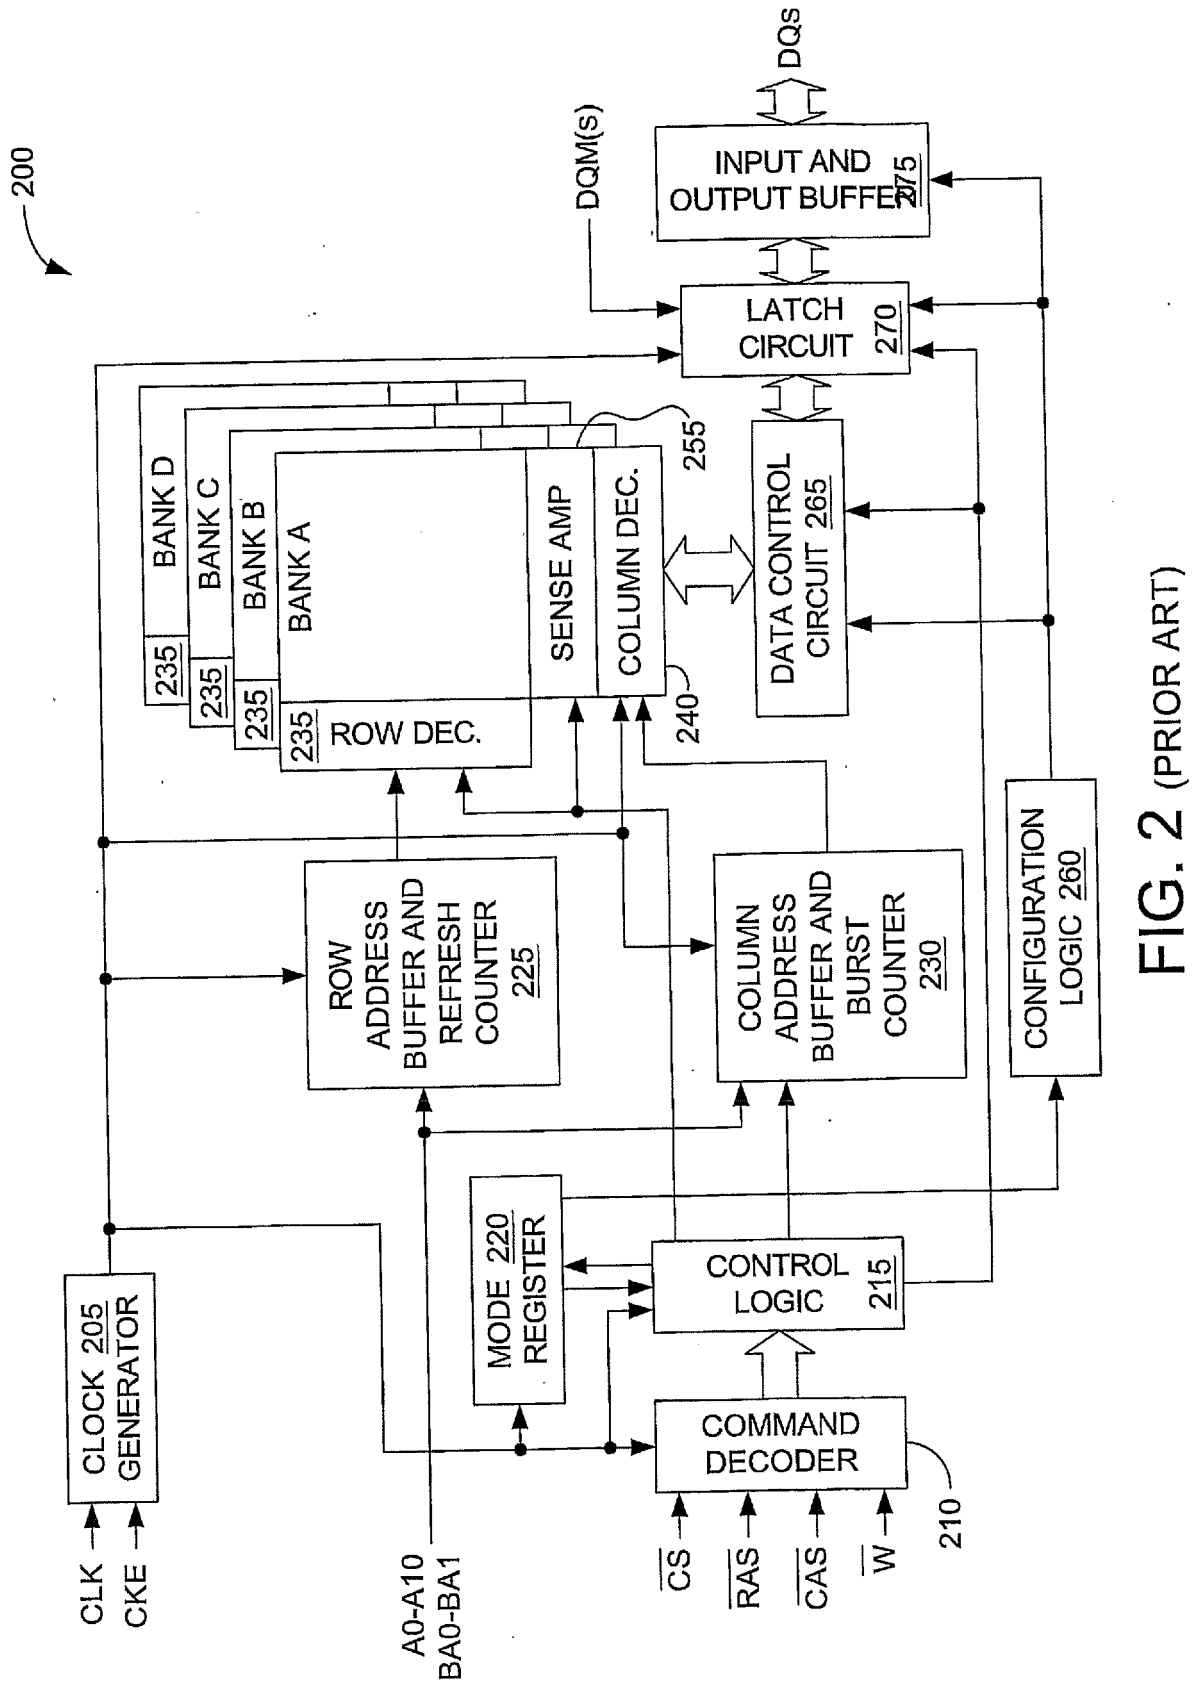 200
CLK
CKE
CLOCK 205
GENERATOR
A0-A10
BA0-BA1
CS
RAS
CAS
W
COMMAND
DECODER
210
MODE 220
REGISTER
CONTROL
LOGIC 215
ROW
ADDRESS
BUFFER AND
REFRESH
COUNTER
225
COLUMN
ADDRESS
BUFFER AND
BURST
COUNTER
230
CONFIGURATION
LOGIC 260
235 BANK D
235 BANK C
235 BANK B
BANK A
235
ROW DEC.
SENSE AMP
COLUMN DEC.
240
255
DATA CONTROL
CIRCUIT 265
LATCH
CIRCUIT 270
DQM(s)
INPUT AND
OUTPUT BUFFER
275
DQs
FIG. 2 (PRIOR ART)